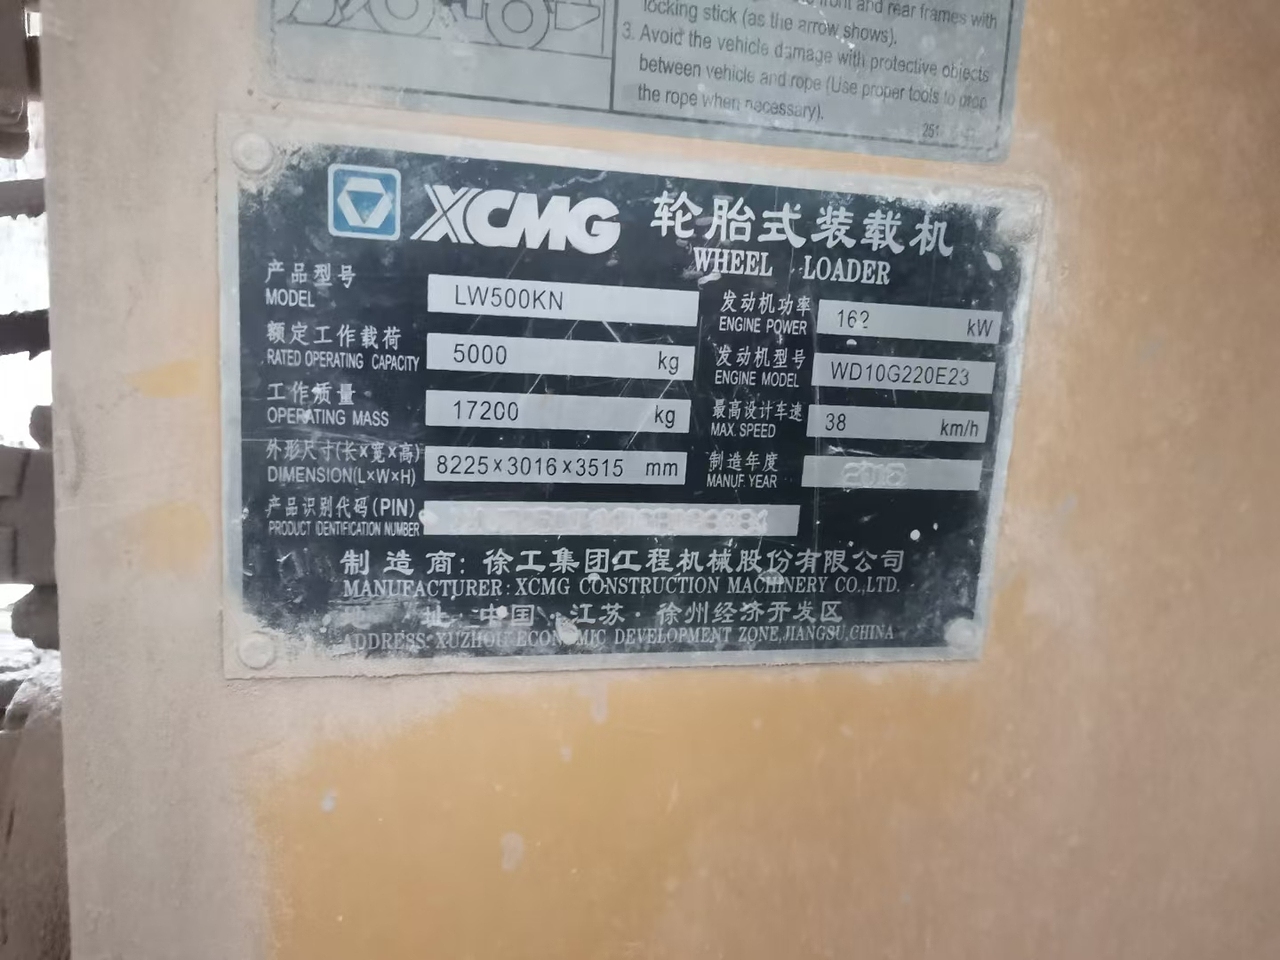 front and rear frames with
locking stick (as the arrow shows).
3. Avoid the vehicle damage with protective objects
between vehicle and rope (Use proper tools to prop
the rope when necessary).
251
XCMG 轮胎式装载机
WHEEL LOADER
产品型号
MODEL
LW500KN
发动机功率
ENGINE POWER
kW
额定工作载荷
RATED OPERATING CAPACITY
5000 kg
发动机型号
ENGINE MODEL
WD10G220E23
工作质量
OPERATING MASS
17200 kg
最高设计车速
MAX. SPEED
38 km/h
外形尺寸(长×宽×高)
DIMENSION(L×W×H)
8225×3016×3515 mm
制造年度
MANUF. YEAR
产品识别代码(PIN)
PRODUCT IDENTIFICATION NUMBER
制造商: 徐工集团工程机械股份有限公司
MANUFACTURER: XCMG CONSTRUCTION MACHINERY CO.,LTD.
址: 中国·江苏·徐州经济开发区
ADDRESS: XUZHOU ECONOMIC DEVELOPMENT ZONE,JIANGSU,CHINA